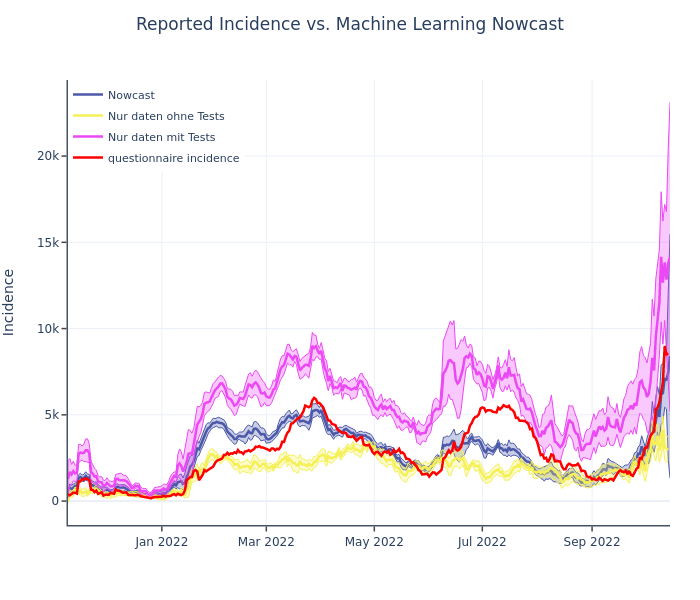 Reported Incidence vs. Machine Learning Nowcast
Nowcast
Nur daten ohne Tests
Nur daten mit Tests
questionnaire incidence
Incidence
20k
15k
10k
5k
0
Jan 2022
Mar 2022
May 2022
Jul 2022
Sep 2022